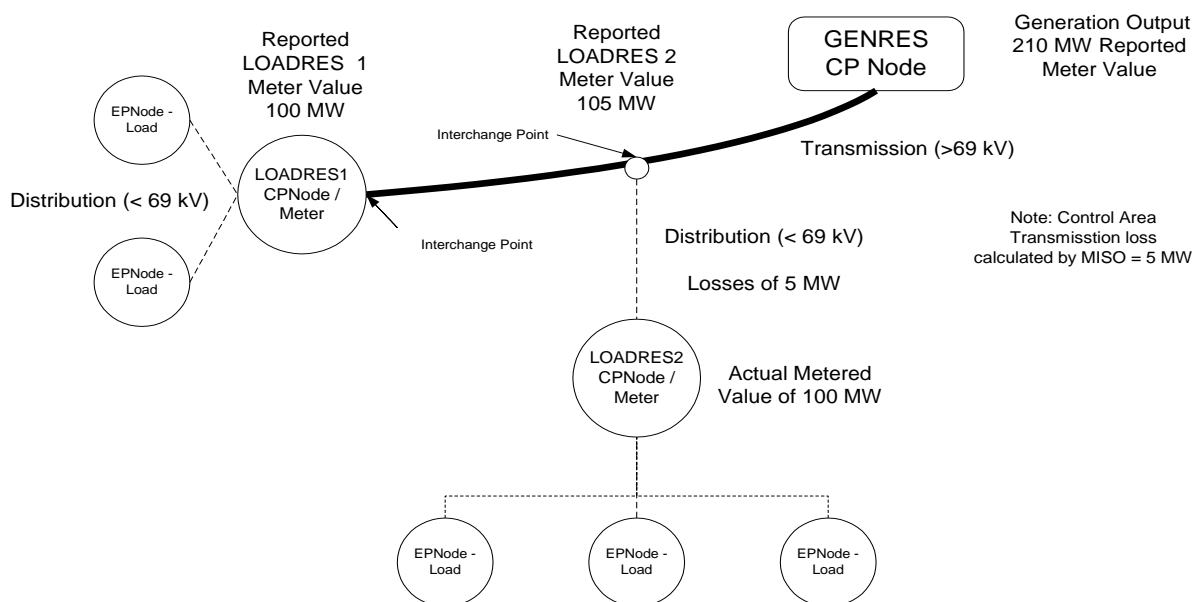 Reported
LOADRES 1
Meter Value
100 MW
Reported
LOADRES 2
Meter Value
105 MW
GENRES
CP Node
Generation Output
210 MW Reported
Meter Value
EPNode -
Load
Interchange Point
Transmission (>69 kV)
LOADRES1
CPNode /
Meter
Distribution (< 69 kV)
Interchange Point
EPNode -
Load
Distribution (< 69 kV)
Losses of 5 MW
Note: Control Area
Transmisstion loss
calculated by MISO = 5 MW
LOADRES2
CPNode /
Meter
Actual Metered
Value of 100 MW
EPNode -
Load
EPNode -
Load
EPNode -
Load